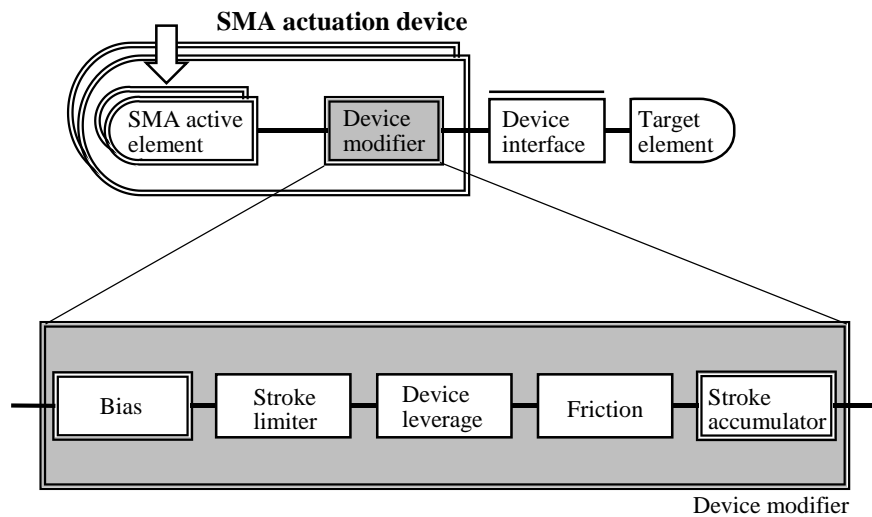 SMA actuation device
SMA active
element
Device
modifier
Device
interface
Target
element
Bias
Stroke
limiter
Device
leverage
Friction
Stroke
accumulator
Device modifier